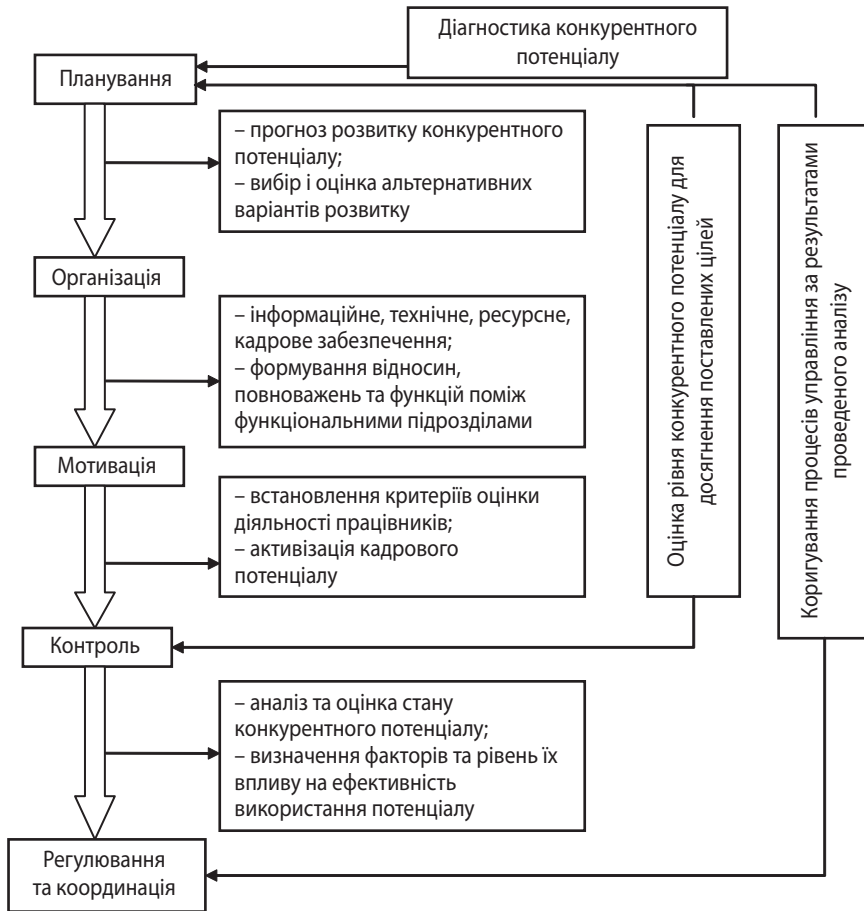 Діагностика конкурентного
потенціалу
Планування
– прогноз розвитку конкурентного
потенціалу;
– вибір і оцінка альтернативних
варіантів розвитку
Організація
– інформаційне, технічне, ресурсне,
кадрове забезпечення;
– формування відносин,
повноважень та функцій поміж
функціональними підрозділами
Мотивація
– встановлення критеріїв оцінки
діяльності працівників;
– активізація кадрового
потенціалу
Контроль
– аналіз та оцінка стану
конкурентного потенціалу;
– визначення факторів та рівень їх
впливу на ефективність
використання потенціалу
Регулювання
та координація
Оцінка рівня конкурентного потенціалу для
досягнення поставлених цілей
Коригування процесів управління за результатами
проведеного аналізу